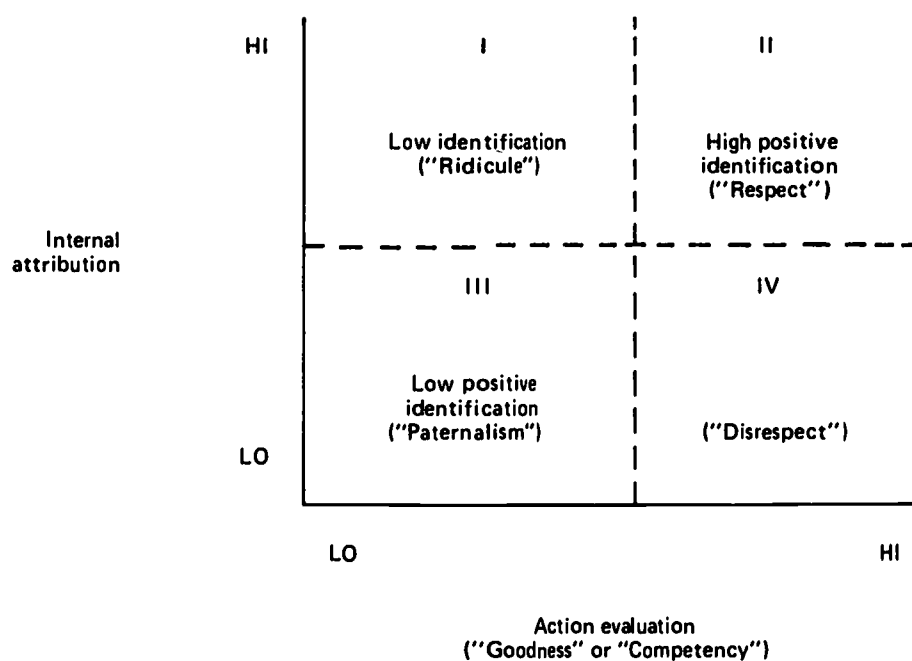 HI
I
II
Low identification
(''Ridicule'')
High positive
identification
(''Respect'')
Internal
attribution
III
IV
Low positive
identification
(''Paternalism'')
(''Disrespect'')
LO
LO
HI
Action evaluation
(''Goodness'' or "Competency")